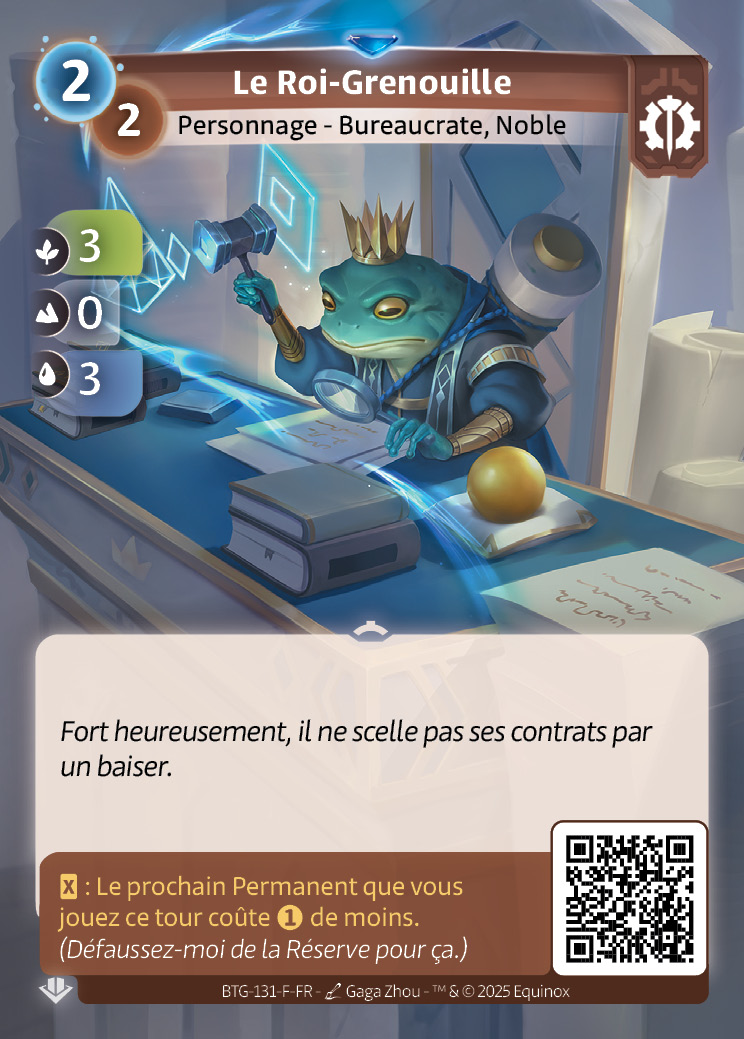 2
Le Roi-Grenouille
2
Personnage - Bureaucrate, Noble
3
0
3
Fort heureusement, il ne scelle pas ses contrats par
un baiser.
X : Le prochain Permanent que vous
jouez ce tour coûte 1 de moins.
(Défaussez-moi de la Réserve pour ça.)
BTG-131-F-FR - Gaga Zhou - ™ & © 2025 Equinox